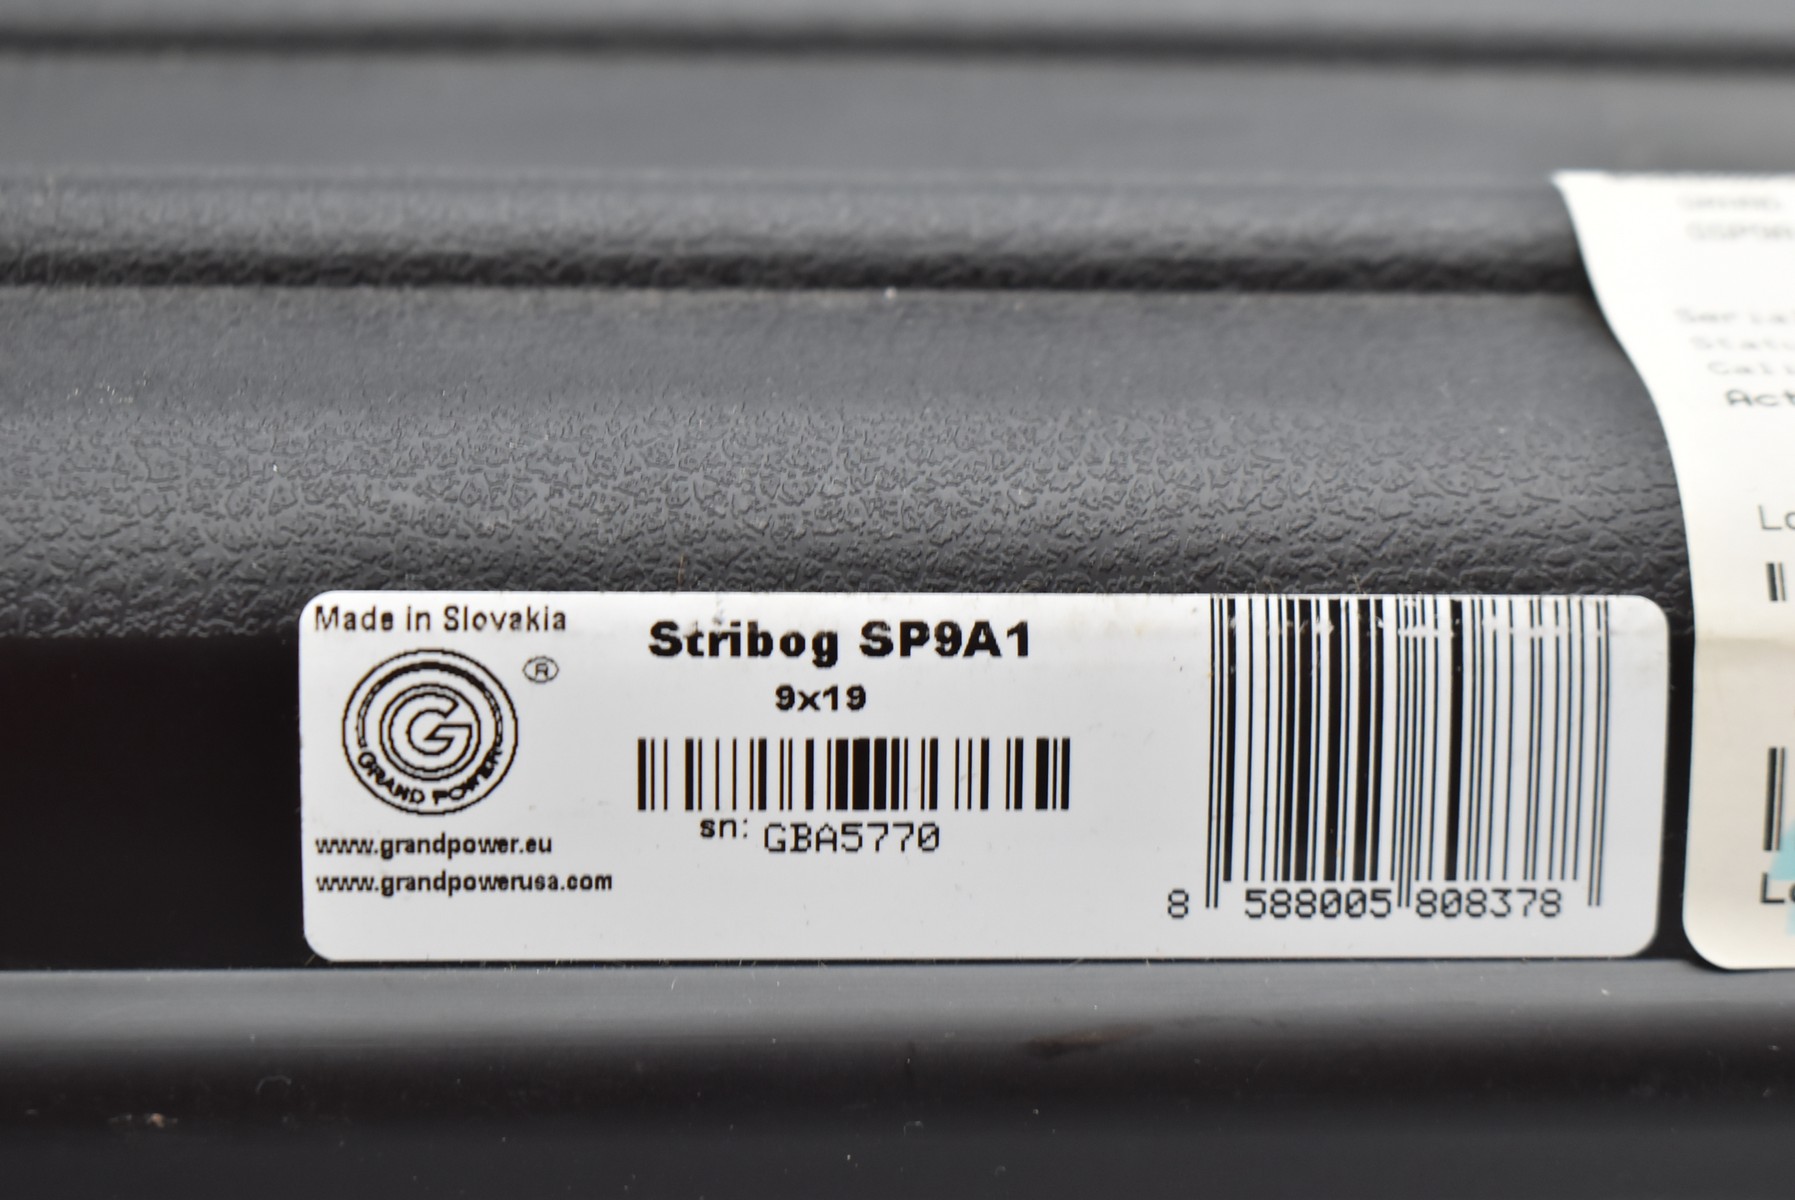 Made in Slovakia
®
GRAND POWER
www.grandpower.eu
www.grandpowerusa.com
Stribog SP9A1
9x19
sn: GBA5770
8 588005 808378